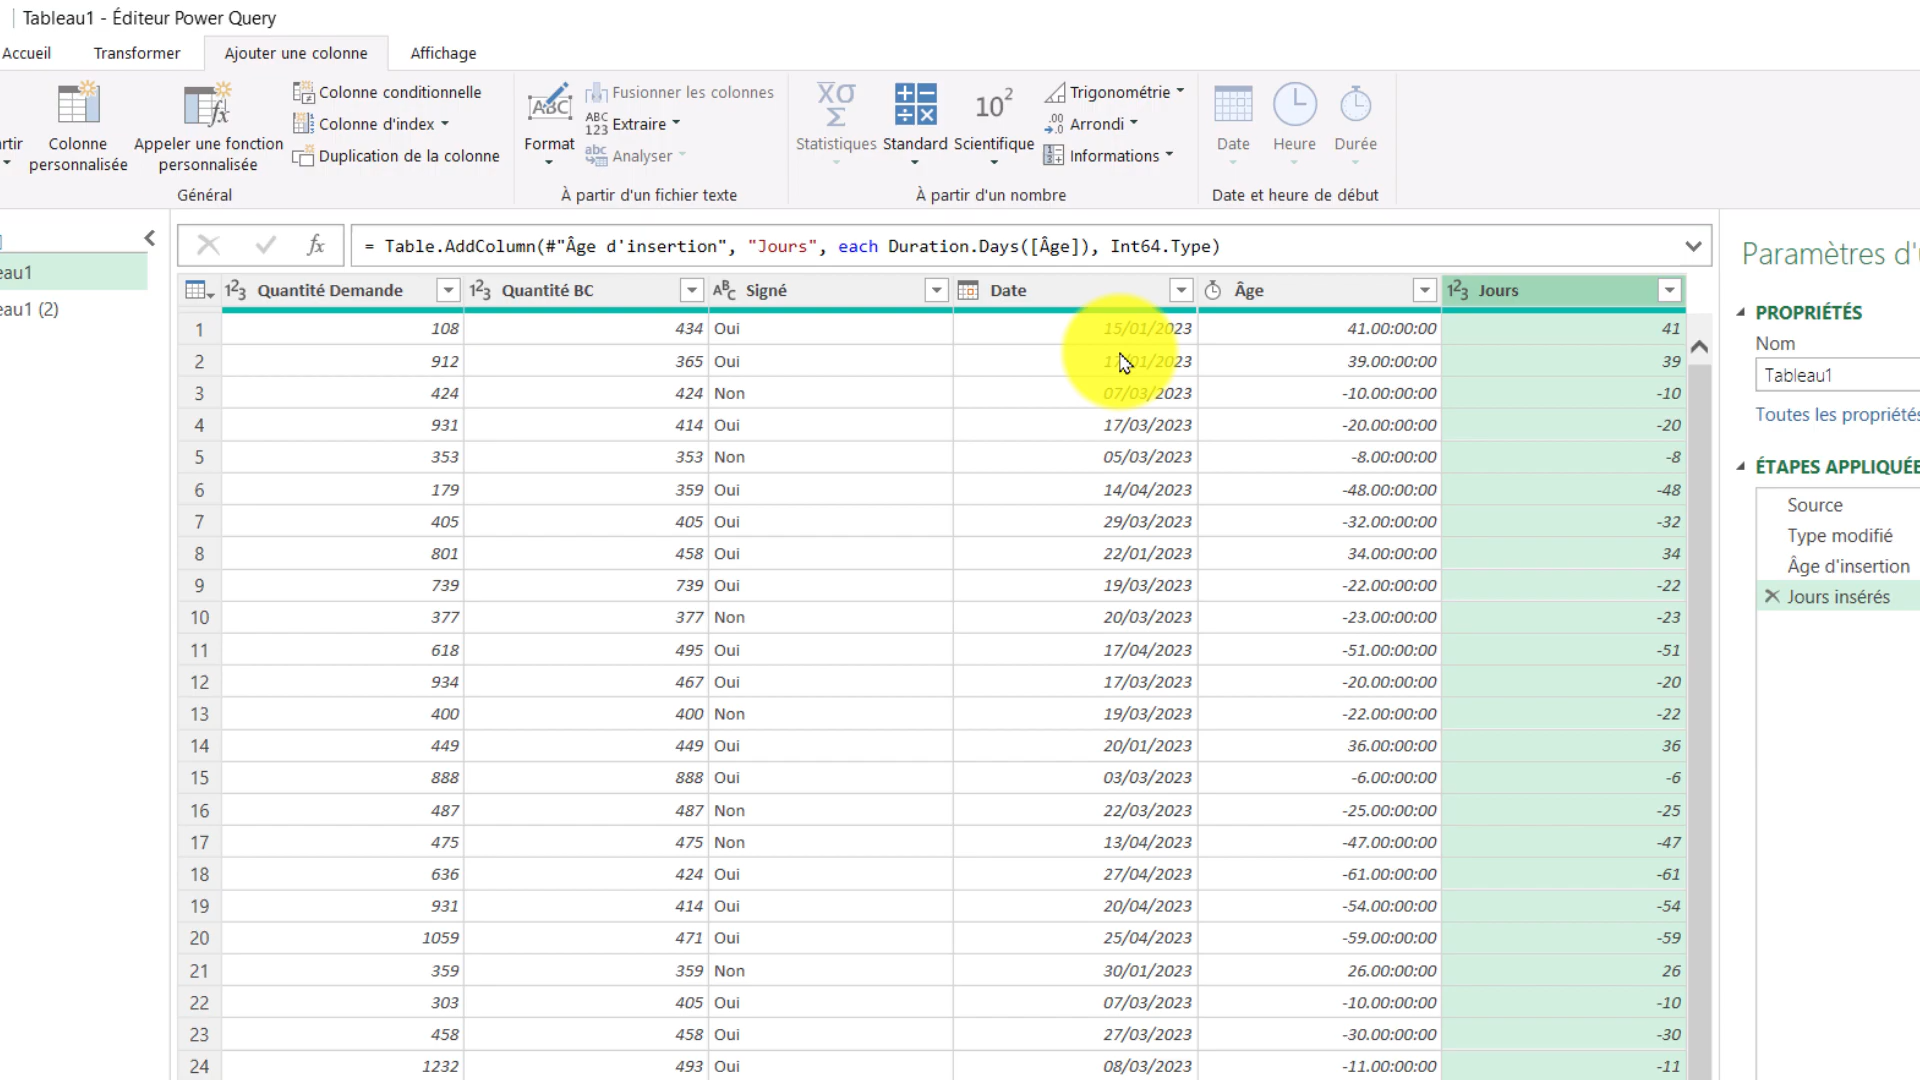 Tableau1 - Éditeur Power Query
Accueil Transformer Ajouter une colonne Affichage
Colonne personnalisée
Appeler une fonction personnalisée
Colonne conditionnelle
Colonne d'index
Duplication de la colonne
Général
Format
Fusionner les colonnes
Extraire
Analyser
À partir d'un fichier texte
Statistiques
Standard
Scientifique
Trigonométrie
Arrondi
Informations
À partir d'un nombre
Date
Heure
Durée
Date et heure de début
eau1
eau1 (2)
= Table.AddColumn(#"Âge d'insertion", "Jours", each Duration.Days([Âge]), Int64.Type)
Quantité Demande Quantité BC Signé Date Âge Jours
1 108 434 Oui 15/01/2023 41.00:00:00 41
2 912 365 Oui 17/01/2023 39.00:00:00 39
3 424 424 Non 07/03/2023 -10.00:00:00 -10
4 931 414 Oui 17/03/2023 -20.00:00:00 -20
5 353 353 Non 05/03/2023 -8.00:00:00 -8
6 179 359 Oui 14/04/2023 -48.00:00:00 -48
7 405 405 Oui 29/03/2023 -32.00:00:00 -32
8 801 458 Oui 22/01/2023 34.00:00:00 34
9 739 739 Oui 19/03/2023 -22.00:00:00 -22
10 377 377 Non 20/03/2023 -23.00:00:00 -23
11 618 495 Oui 17/04/2023 -51.00:00:00 -51
12 934 467 Oui 17/03/2023 -20.00:00:00 -20
13 400 400 Non 19/03/2023 -22.00:00:00 -22
14 449 449 Oui 20/01/2023 36.00:00:00 36
15 888 888 Oui 03/03/2023 -6.00:00:00 -6
16 487 487 Non 22/03/2023 -25.00:00:00 -25
17 475 475 Non 13/04/2023 -47.00:00:00 -47
18 636 424 Oui 27/04/2023 -61.00:00:00 -61
19 931 414 Oui 20/04/2023 -54.00:00:00 -54
20 1059 471 Oui 25/04/2023 -59.00:00:00 -59
21 359 359 Non 30/01/2023 26.00:00:00 26
22 303 405 Oui 07/03/2023 -10.00:00:00 -10
23 458 458 Oui 27/03/2023 -30.00:00:00 -30
24 1232 493 Oui 08/03/2023 -11.00:00:00 -11
Paramètres d'
PROPRIÉTÉS
Nom
Tableau1
Toutes les propriétés
ÉTAPES APPLIQUÉE
Source
Type modifié
Âge d'insertion
Jours insérés